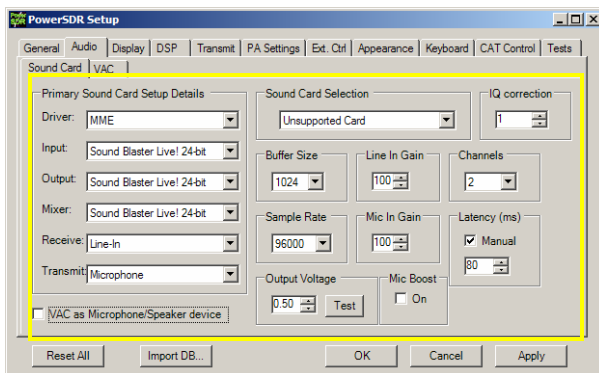 Power SDR PowerSDR Setup
General Audio Display DSP Transmit PA Settings Ext. Ctrl Appearance Keyboard CAT Control Tests
Sound Card VAC
Primary Sound Card Setup Details
Driver: MME
Input: Sound Blaster Live! 24-bit
Output: Sound Blaster Live! 24-bit
Mixer: Sound Blaster Live! 24-bit
Receive: Line-In
Transmit: Microphone
VAC as Microphone/Speaker device
Sound Card Selection
Unsupported Card
IQ correction
1
Buffer Size
1024
Line In Gain
100
Channels
2
Sample Rate
96000
Mic In Gain
100
Latency (ms)
Manual
80
Output Voltage
0.50 Test
Mic Boost
On
Reset All Import DB... OK Cancel Apply